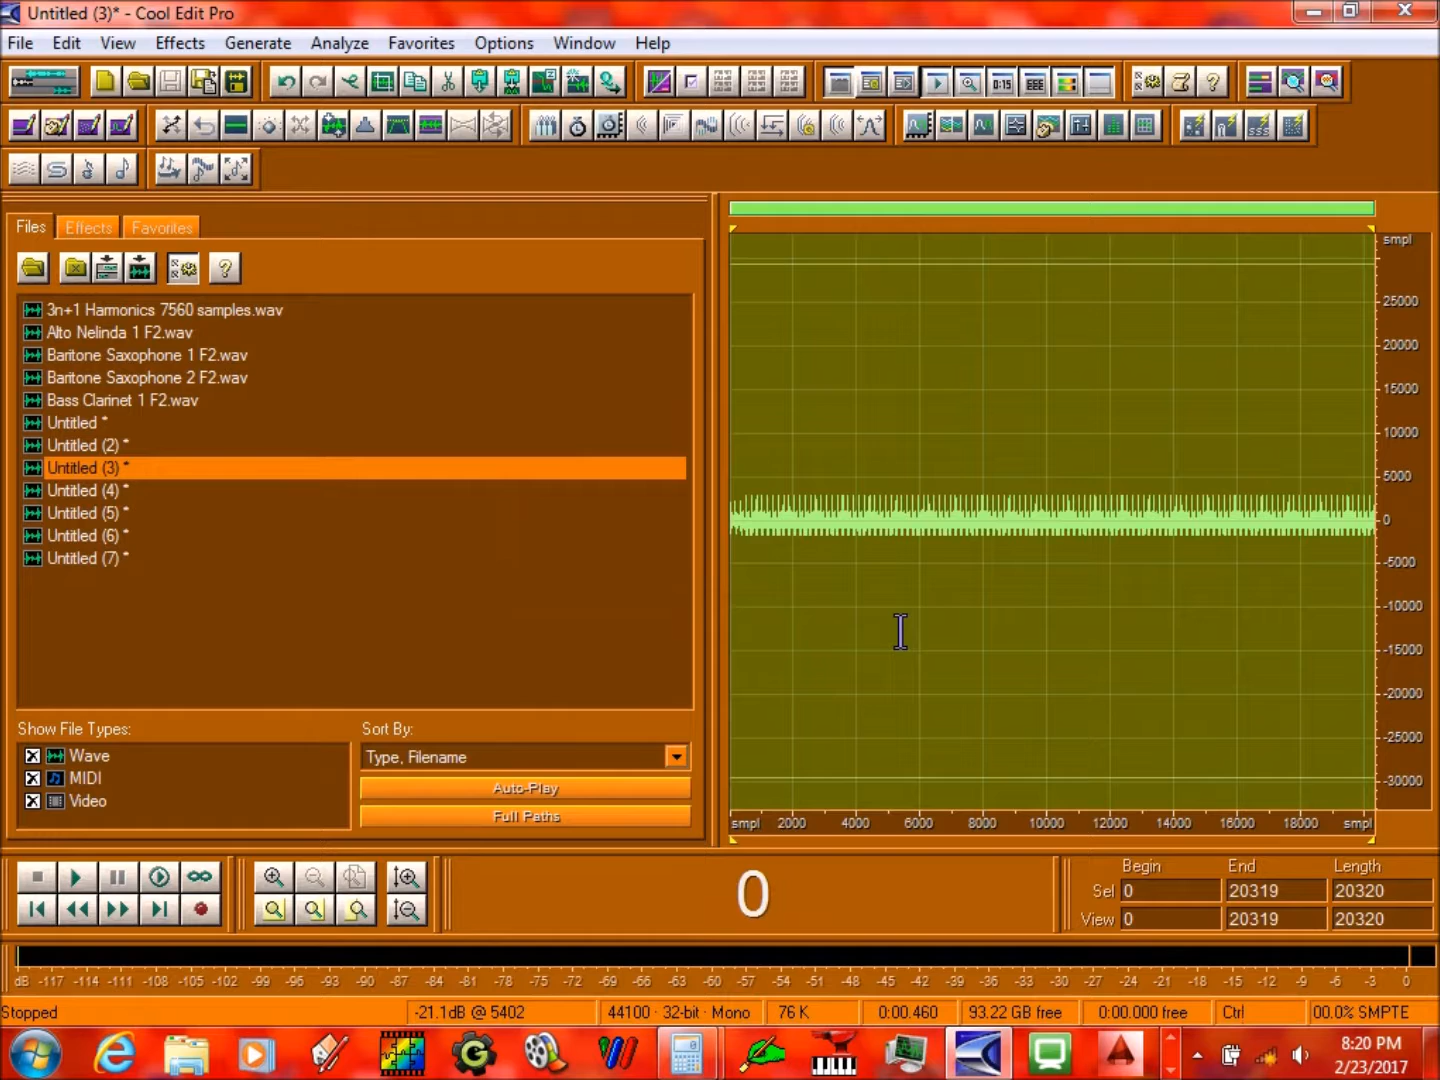 Untitled (3)* - Cool Edit Pro
File Edit View Effects Generate Analyze Favorites Options Window Help
Files Effects Favorites
3n+1 Harmonics 7560 samples.wav
Alto Nelinda 1 F2.wav
Baritone Saxophone 1 F2.wav
Baritone Saxophone 2 F2.wav
Bass Clarinet 1 F2.wav
Untitled *
Untitled (2) *
Untitled (3) *
Untitled (4) *
Untitled (5) *
Untitled (6) *
Untitled (7) *
Show File Types:
Wave
MIDI
Video
Sort By:
Type, Filename
Auto-Play
Full Paths
smpl
25000
20000
15000
10000
5000
0
-5000
-10000
-15000
-20000
-25000
-30000
smpl 2000 4000 6000 8000 10000 12000 14000 16000 18000 smpl
0
Begin End Length
Sel 0 20319 20320
View 0 20319 20320
dB -117 -114 -111 -108 -105 -102 -99 -96 -93 -90 -87 -84 -81 -78 -75 -72 -69 -66 -63 -60 -57 -54 -51 -48 -45 -42 -39 -36 -33 -30 -27 -24 -21 -18 -15 -12 -9 -6 -3 0
Stopped -21.1dB @ 5402 44100 · 32-bit · Mono 76 K 0:00.460 93.22 GB free 0:00.000 free Ctrl 00.0% SMPTE
8:20 PM
2/23/2017